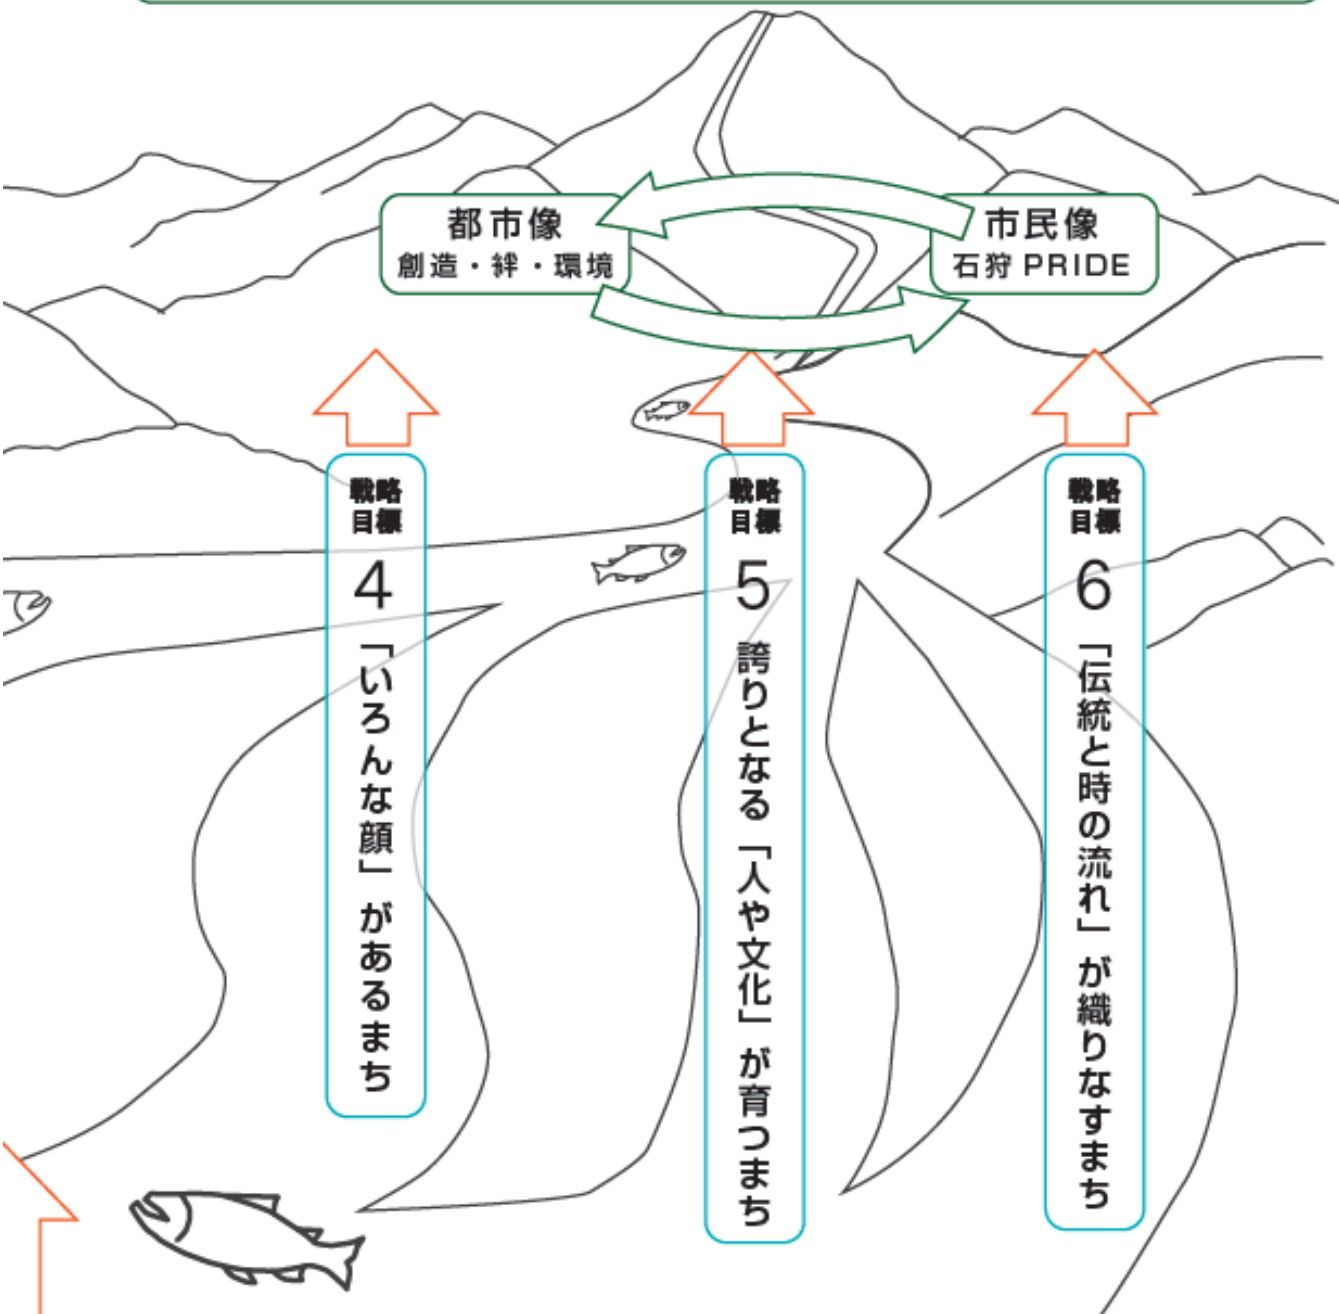 都市像
創造・絆・環境
市民像
石狩 PRIDE
戦略
目標
4
「いろんな顔」があるまち
戦略
目標
5
誇りとなる「人や文化」が育つまち
戦略
目標
6
「伝統と時の流れ」が織りなすまち